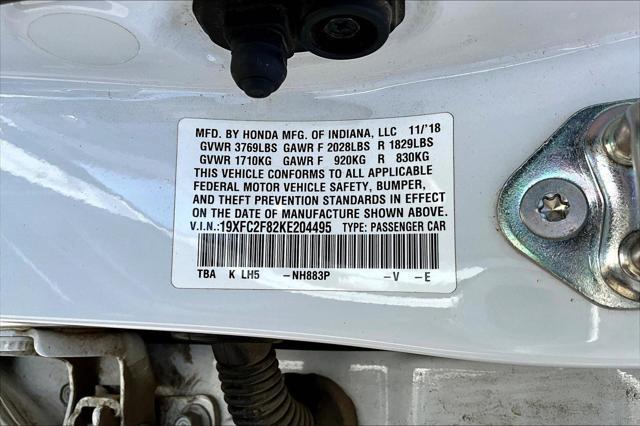 MFD. BY HONDA MFG. OF INDIANA, LLC 11/'18
GVWR 3769LBS GAWR F 2028LBS R 1829LBS
GVWR 1710KG GAWR F 920KG R 830KG
THIS VEHICLE CONFORMS TO ALL APPLICABLE
FEDERAL MOTOR VEHICLE SAFETY, BUMPER,
AND THEFT PREVENTION STANDARDS IN EFFECT
ON THE DATE OF MANUFACTURE SHOWN ABOVE.
V.I.N.:19XFC2F82KE204495 TYPE: PASSENGER CAR
TBA K LH5 -NH883P -V -E